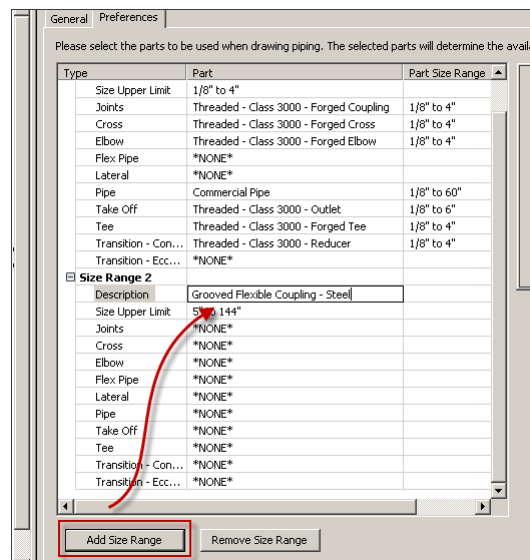 General Preferences
Please select the parts to be used when drawing piping. The selected parts will determine the avail
Type Part Part Size Range
Size Upper Limit 1/8" to 4"
Joints Threaded - Class 3000 - Forged Coupling 1/8" to 4"
Cross Threaded - Class 3000 - Forged Cross 1/8" to 4"
Elbow Threaded - Class 3000 - Forged Elbow 1/8" to 4"
Flex Pipe *NONE*
Lateral *NONE*
Pipe Commercial Pipe 1/8" to 60"
Take Off Threaded - Class 3000 - Outlet 1/8" to 6"
Tee Threaded - Class 3000 - Forged Tee 1/8" to 4"
Transition - Con... Threaded - Class 3000 - Reducer 1/8" to 4"
Transition - Ecc... *NONE*
Size Range 2
Description Grooved Flexible Coupling - Steel
Size Upper Limit 5" to 144"
Joints *NONE*
Cross *NONE*
Elbow *NONE*
Flex Pipe *NONE*
Lateral *NONE*
Pipe *NONE*
Take Off *NONE*
Tee *NONE*
Transition - Con... *NONE*
Transition - Ecc... *NONE*
Add Size Range Remove Size Range